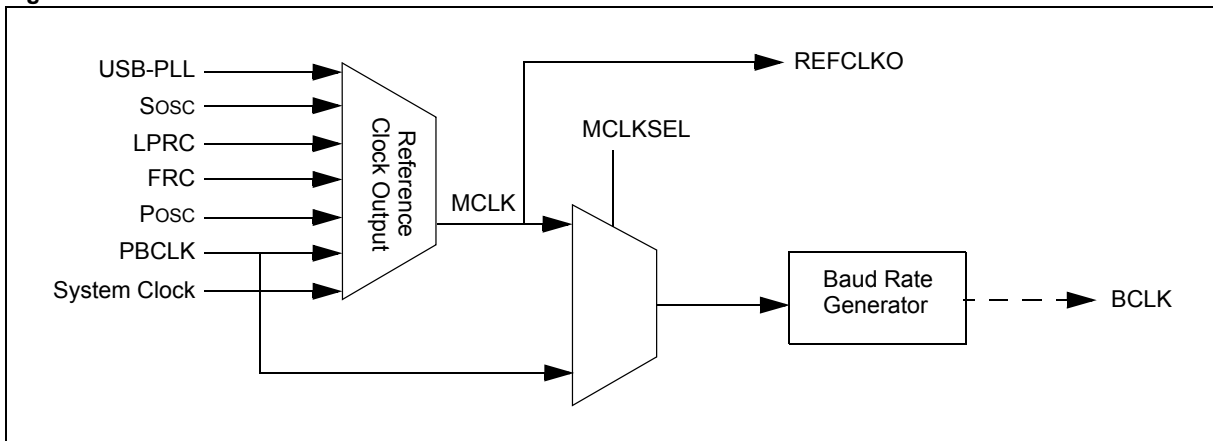 USB-PLL
SOSC
LPRC
FRC
POSC
PBCLK
System Clock
Reference
Clock Output
MCLK
REFCLKO
MCLKSEL
Baud Rate
Generator
BCLK